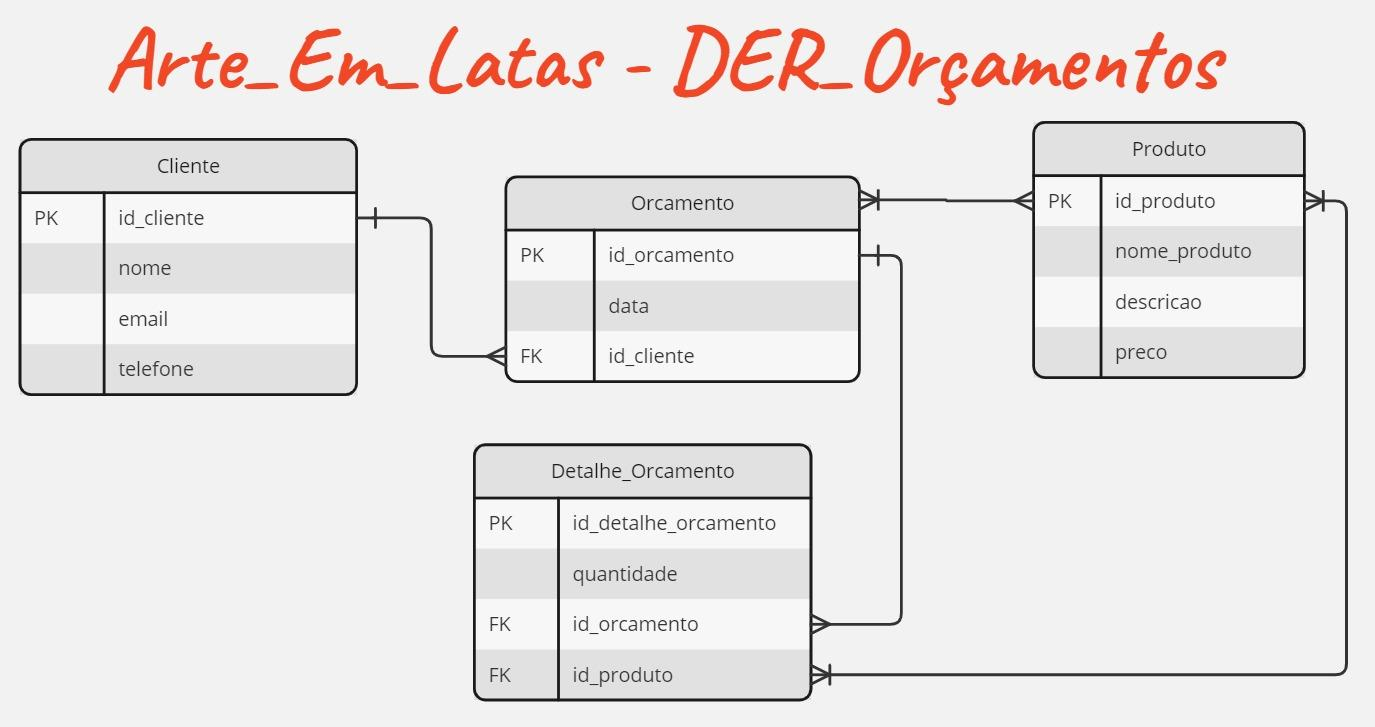 Arte_Em_Latas - DER_Orçamentos
Cliente
PK id_cliente
nome
email
telefone
Orcamento
PK id_orcamento
data
FK id_cliente
Produto
PK id_produto
nome_produto
descricao
preco
Detalhe_Orcamento
PK id_detalhe_orcamento
quantidade
FK id_orcamento
FK id_produto